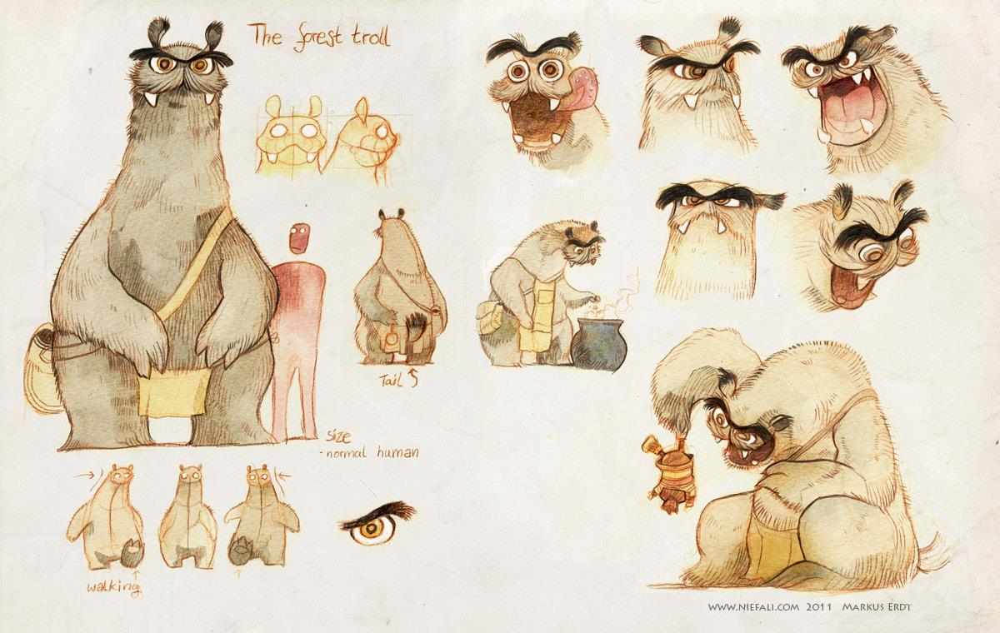 The forest troll
Tail
size
- normal human
walking
WWW.NIEFALI.COM 2011 MARKUS ERDT